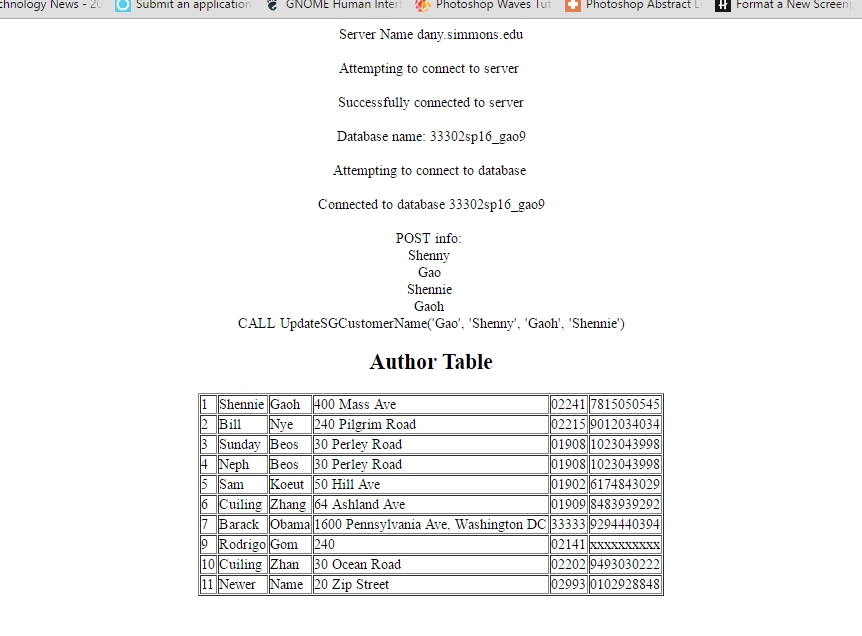 chnology News - 20 Submit an application GNOME Human Interf Photoshop Waves Tut Photoshop Abstract L Format a New Screenp
Server Name dany.simmons.edu
Attempting to connect to server
Successfully connected to server
Database name: 33302sp16_gao9
Attempting to connect to database
Connected to database 33302sp16_gao9
POST info:
Shenny
Gao
Shennie
Gaoh
CALL UpdateSGCustomerName('Gao', 'Shenny', 'Gaoh', 'Shennie')
Author Table
1 Shennie Gaoh 400 Mass Ave 02241 7815050545
2 Bill Nye 240 Pilgrim Road 02215 9012034034
3 Sunday Beos 30 Perley Road 01908 1023043998
4 Neph Beos 30 Perley Road 01908 1023043998
5 Sam Koeut 50 Hill Ave 01902 6174843029
6 Cuiling Zhang 64 Ashland Ave 01909 8483939292
7 Barack Obama 1600 Pennsylvania Ave, Washington DC 33333 9294440394
9 Rodrigo Gom 240 02141 xxxxxxxxxx
10 Cuiling Zhan 30 Ocean Road 02202 9493030222
11 Newer Name 20 Zip Street 02993 0102928848